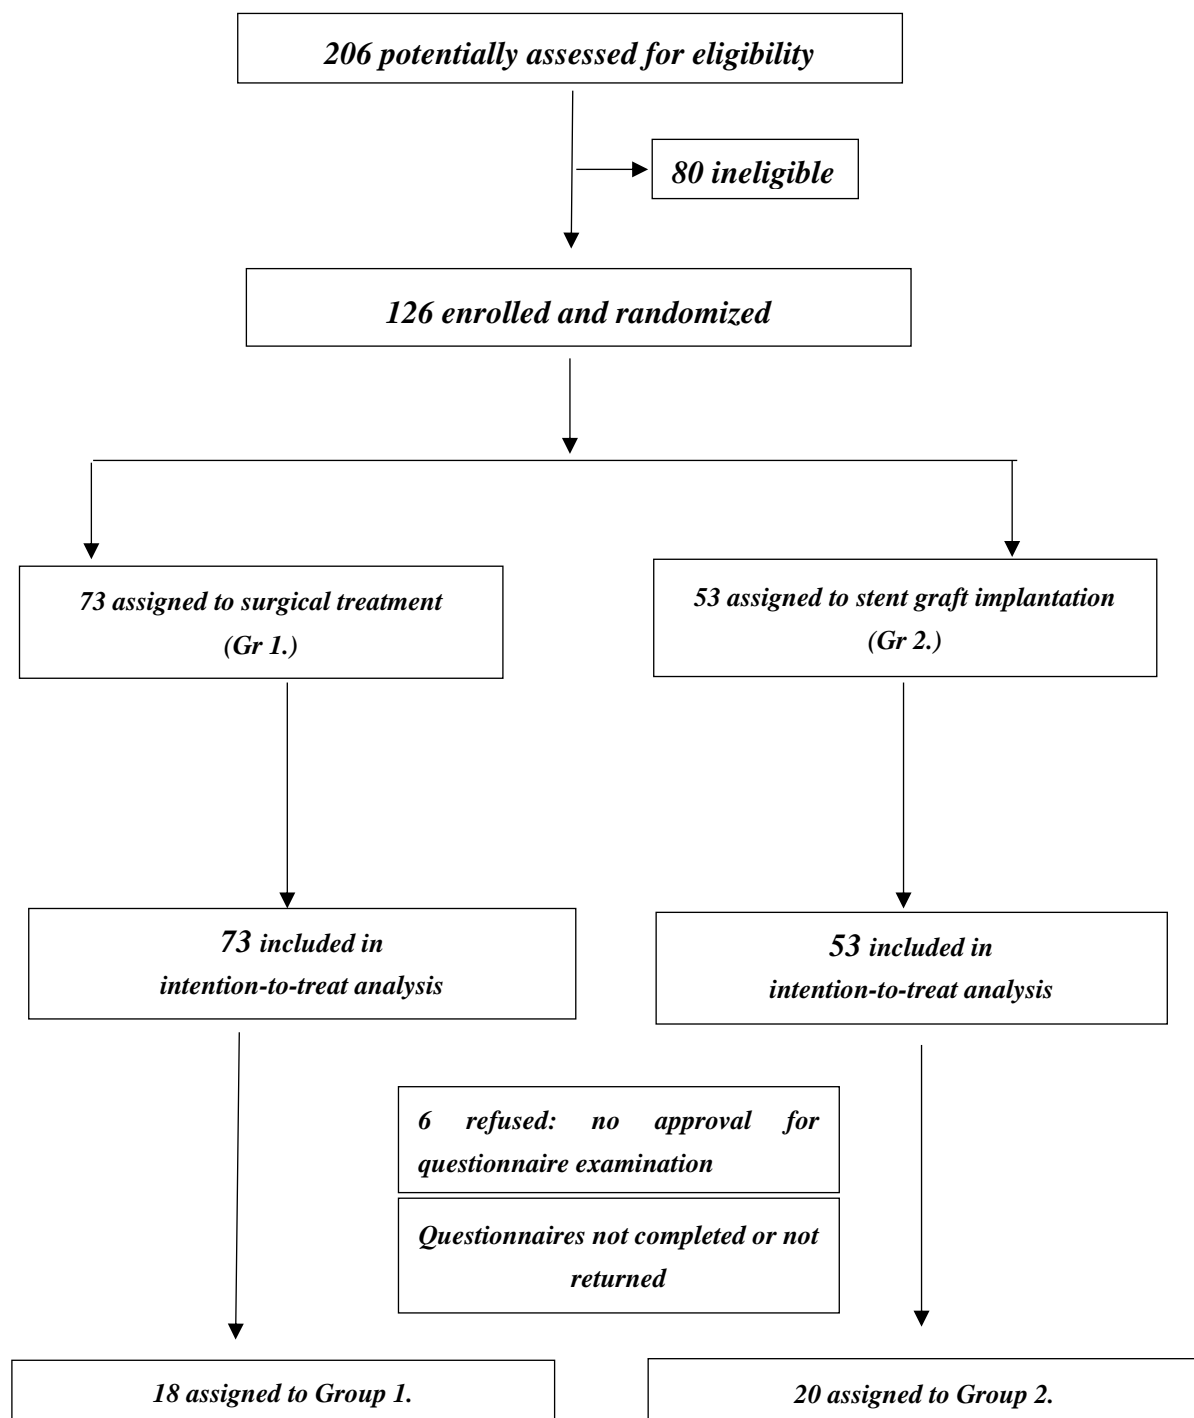 206 potentially assessed for eligibility
80 ineligible
126 enrolled and randomized
73 assigned to surgical treatment
(Gr 1.)
53 assigned to stent graft implantation
(Gr 2.)
73 included in
intention-to-treat analysis
53 included in
intention-to-treat analysis
6 refused: no approval for
questionnaire examination
Questionnaires not completed or not
returned
18 assigned to Group 1.
20 assigned to Group 2.